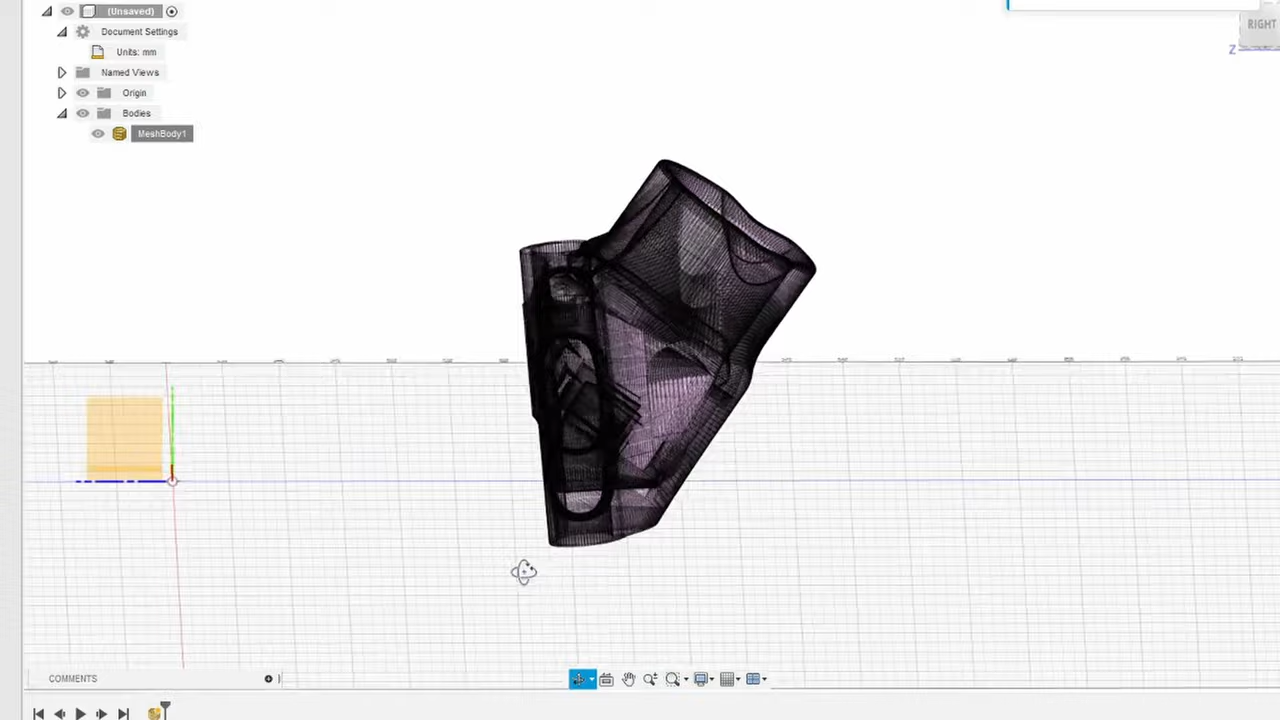 (Unsaved)
RIGHT
Document Settings
Z
Units: mm
Named Views
Origin
Bodies
MeshBody1
COMMENTS